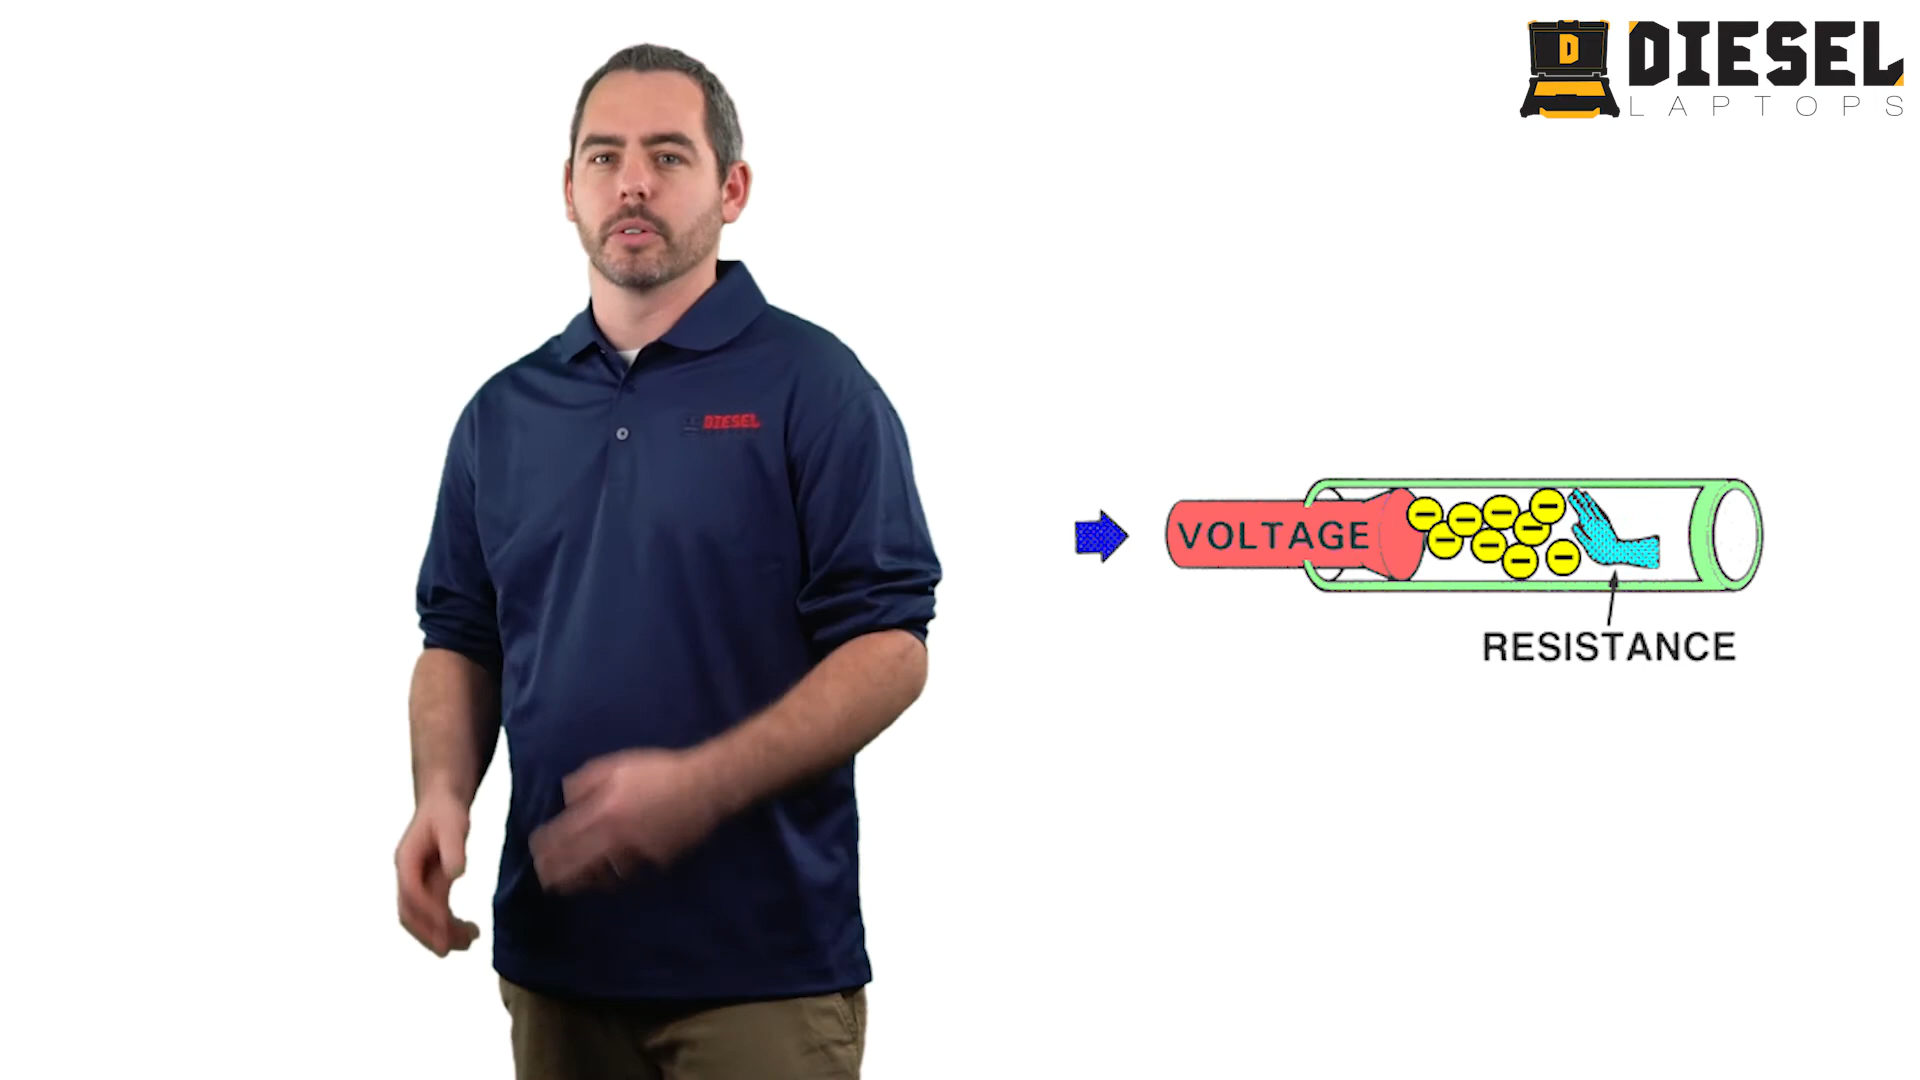 D DIESEL
LAPTOPS
DIESEL
VOLTAGE
RESISTANCE